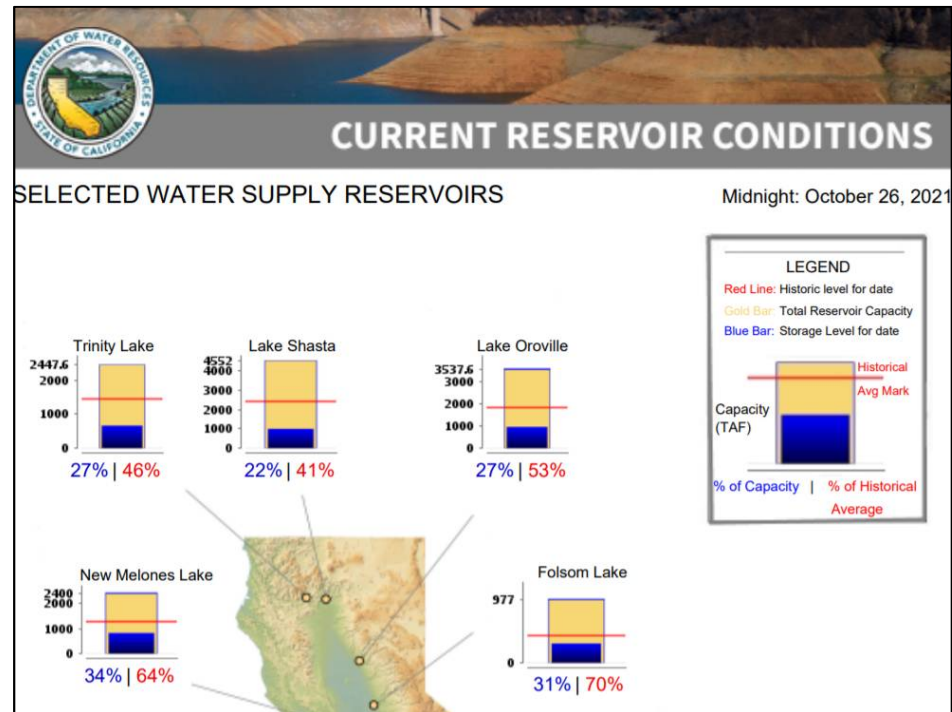 DEPARTMENT OF WATER RESOURCES
STATE OF CALIFORNIA
CURRENT RESERVOIR CONDITIONS
SELECTED WATER SUPPLY RESERVOIRS
Midnight: October 26, 2021
LEGEND
Red Line: Historic level for date
Gold Bar: Total Reservoir Capacity
Blue Bar: Storage Level for date
Historical
Avg Mark
Capacity
(TAF)
% of Capacity | % of Historical
Average
Trinity Lake
2447.6
2000
1000
0
27% | 46%
Lake Shasta
4552
4000
3000
2000
1000
0
22% | 41%
Lake Oroville
3537.6
3000
2000
1000
0
27% | 53%
New Melones Lake
2400
2000
1000
0
34% | 64%
Folsom Lake
977
0
31% | 70%